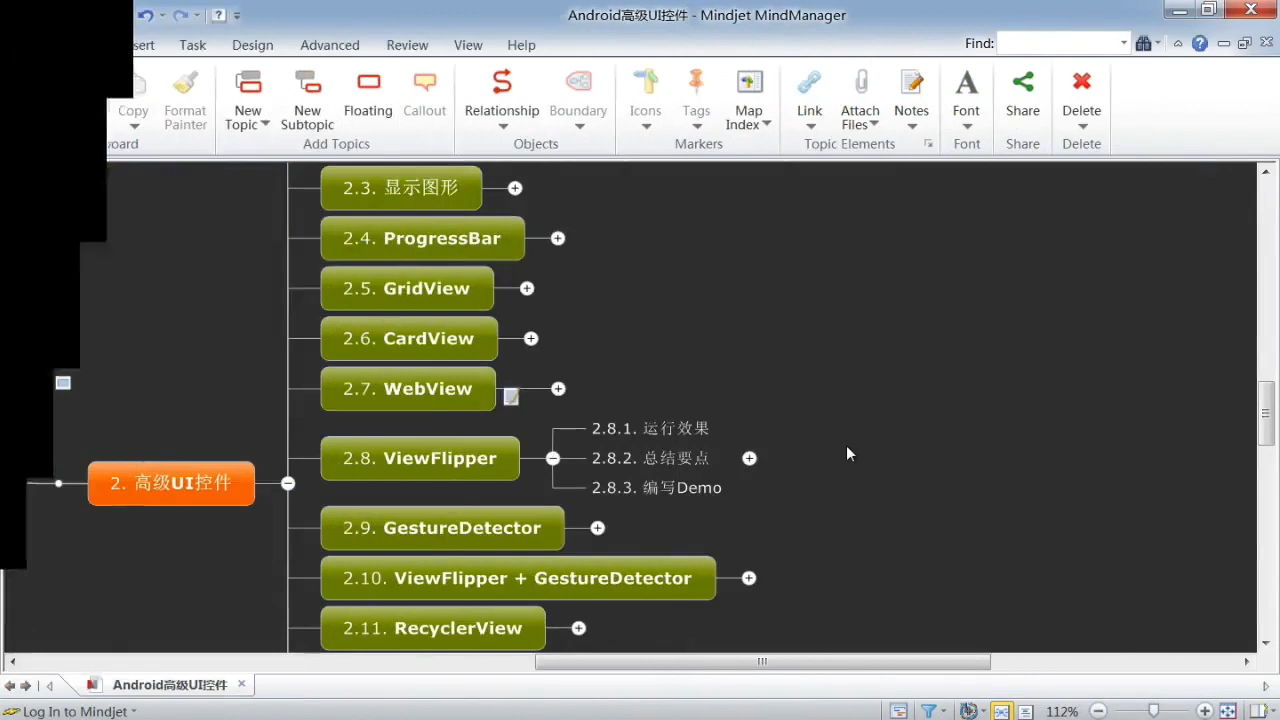 Android高级UI控件 - Mindjet MindManager
sert Task Design Advanced Review View Help Find:
Copy Format Painter New Topic New Subtopic Floating Callout Relationship Boundary Icons Tags Map Index Link Attach Files Notes Font Share Delete
oard Add Topics Objects Markers Topic Elements Font Share Delete
2.3. 显示图形
2.4. ProgressBar
2.5. GridView
2.6. CardView
2.7. WebView
2.8.1. 运行效果
2.8. ViewFlipper
2.8.2. 总结要点
2. 高级UI控件
2.8.3. 编写Demo
2.9. GestureDetector
2.10. ViewFlipper + GestureDetector
2.11. RecyclerView
Android高级UI控件
Log In to Mindjet 112%